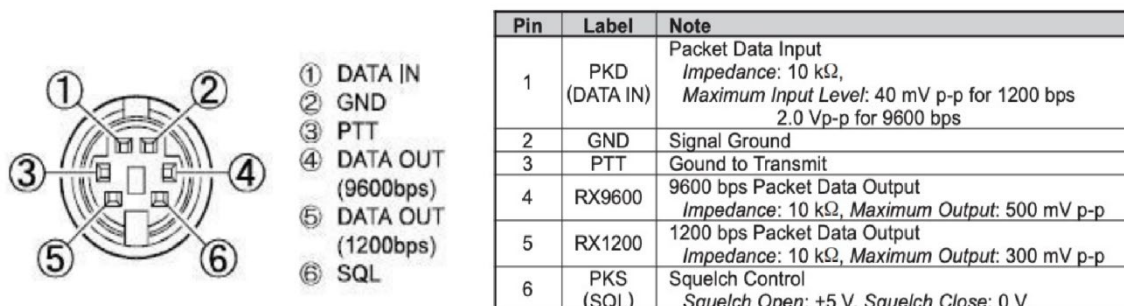 ① ② ③ ④ ⑤ ⑥
① DATA IN
② GND
③ PTT
④ DATA OUT
(9600bps)
⑤ DATA OUT
(1200bps)
⑥ SQL
Pin Label Note
1 PKD (DATA IN) Packet Data Input
Impedance: 10 kΩ,
Maximum Input Level: 40 mV p-p for 1200 bps
2.0 Vp-p for 9600 bps
2 GND Signal Ground
3 PTT Gound to Transmit
4 RX9600 9600 bps Packet Data Output
Impedance: 10 kΩ, Maximum Output: 500 mV p-p
5 RX1200 1200 bps Packet Data Output
Impedance: 10 kΩ, Maximum Output: 300 mV p-p
6 PKS (SQL) Squelch Control
Squelch Open: +5 V, Squelch Close: 0 V